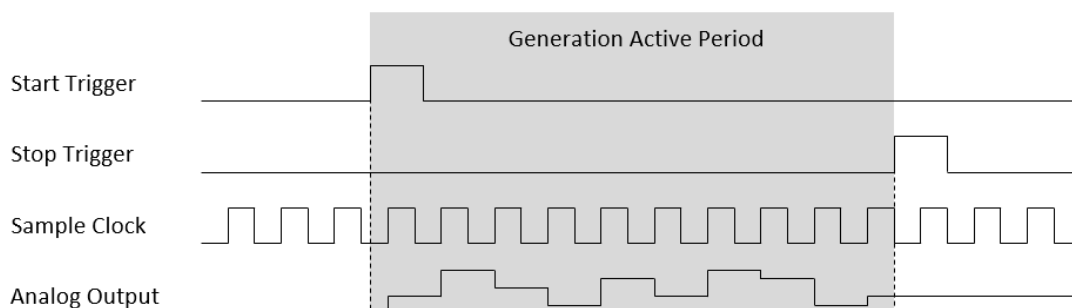 Generation Active Period
Start Trigger
Stop Trigger
Sample Clock
Analog Output